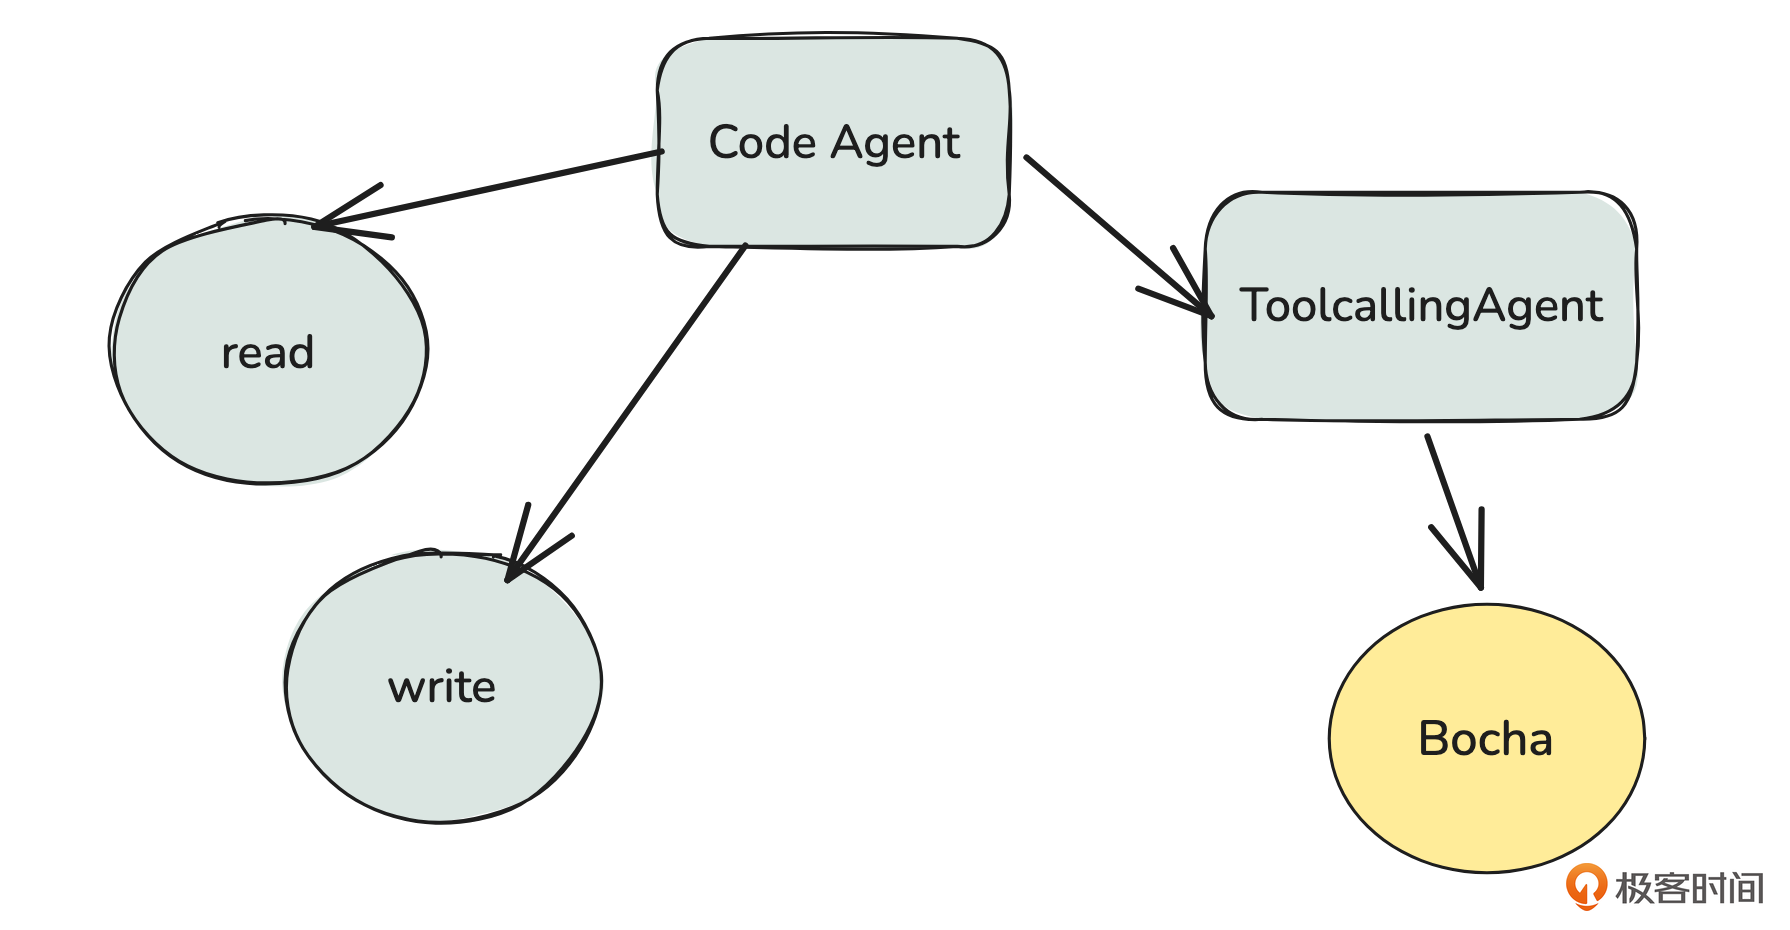 Code Agent
ToolcallingAgent
read
write
Bocha
极客时间